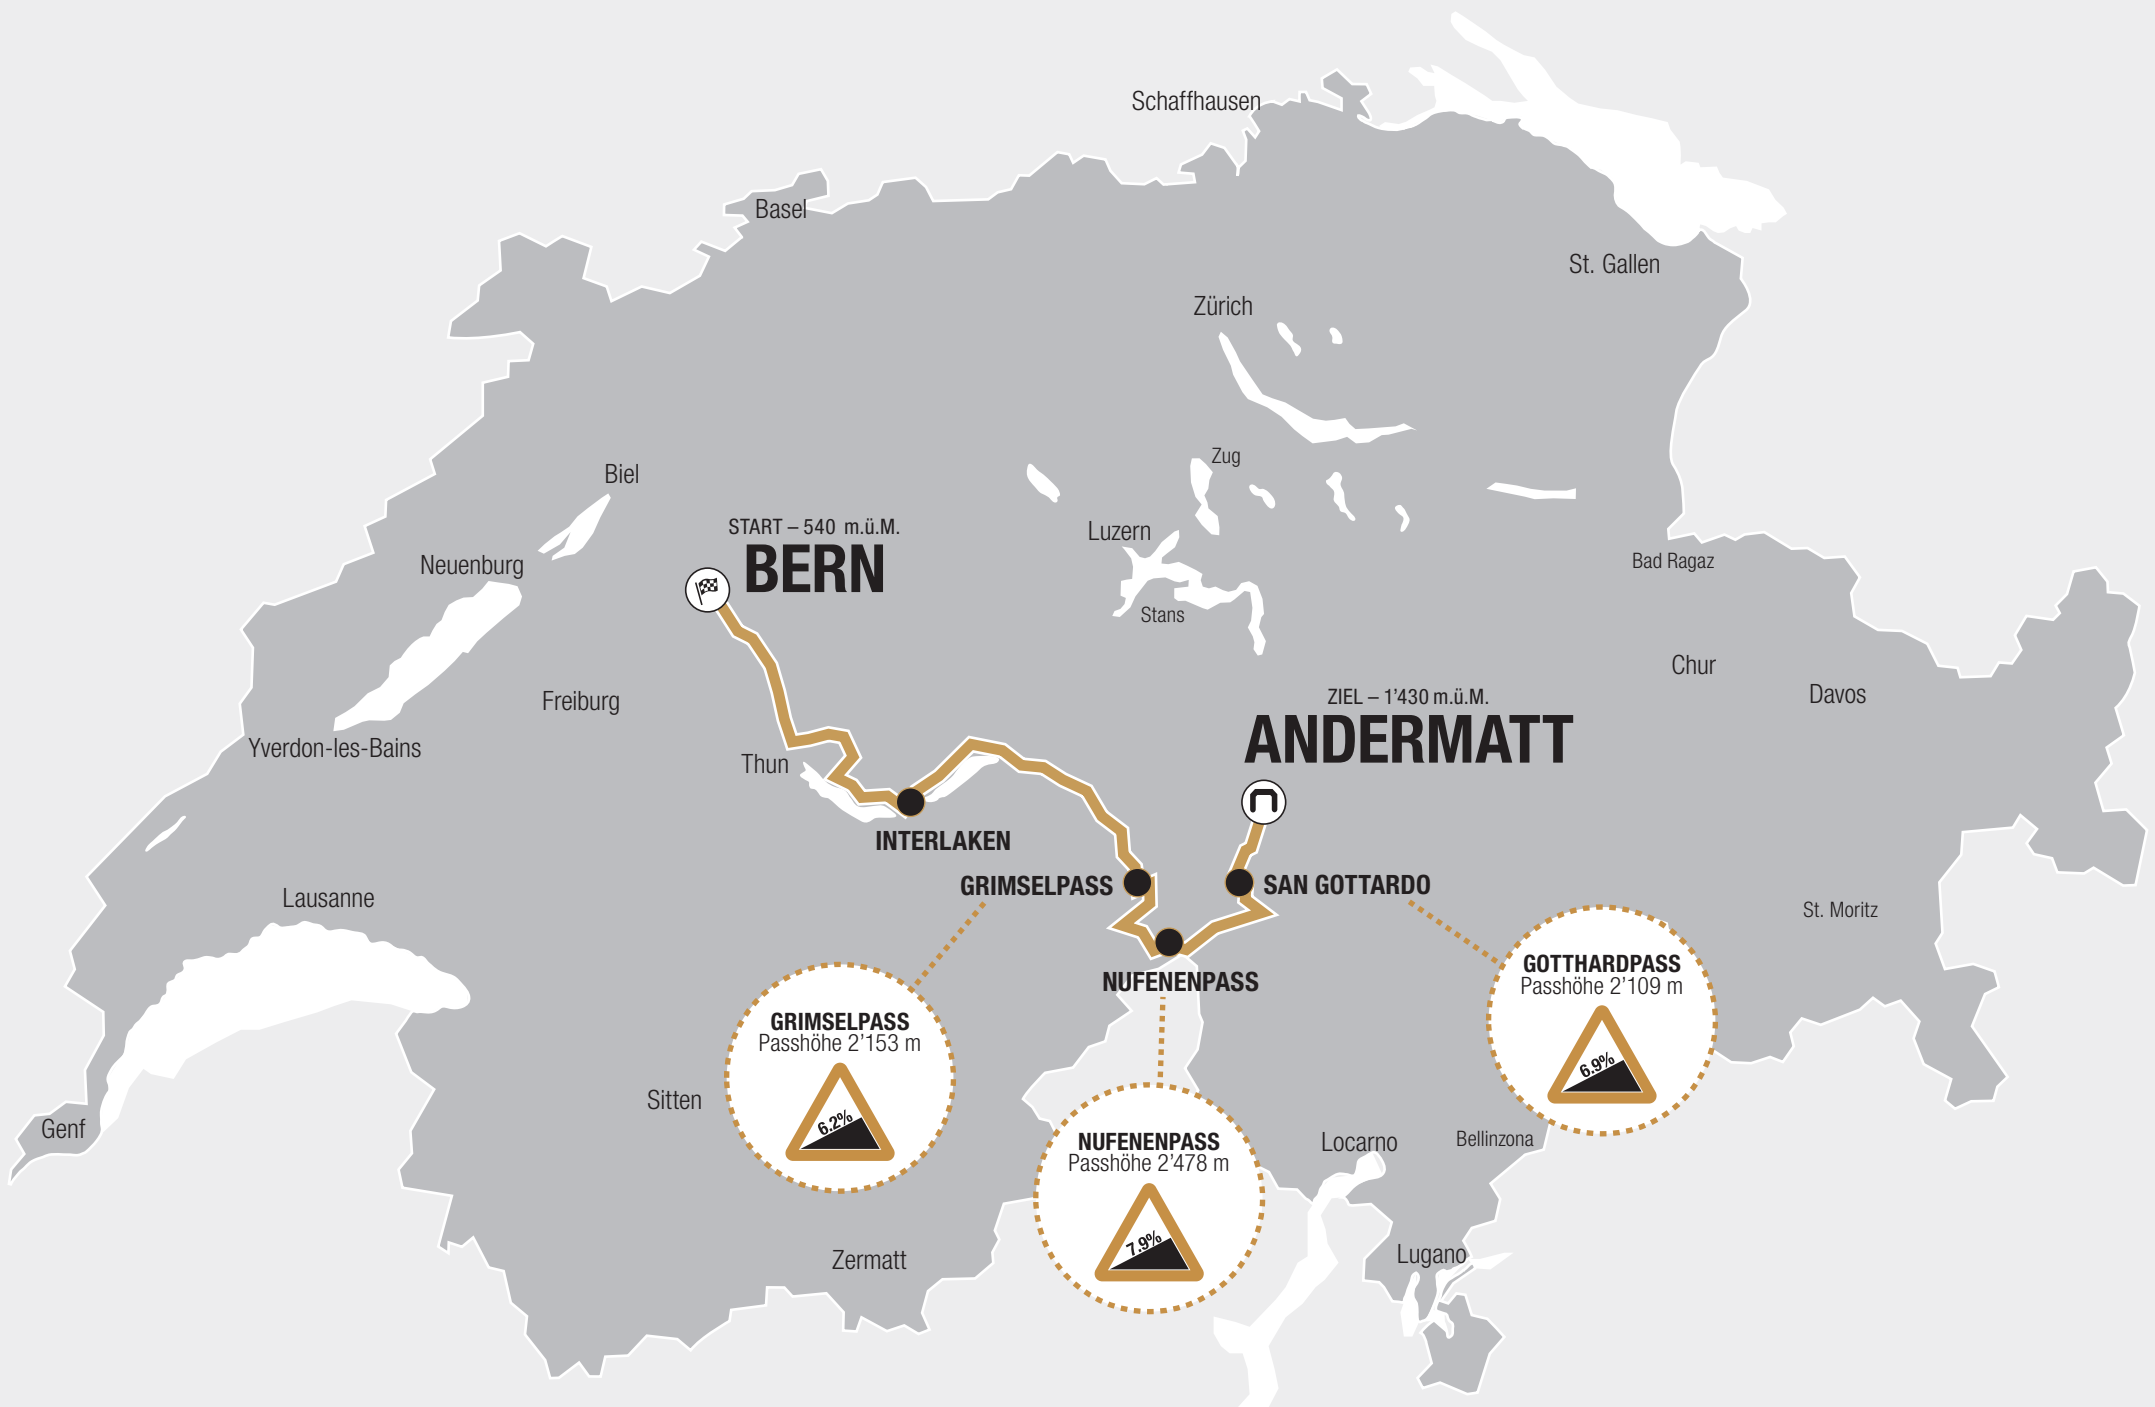 Schaffhausen
Basel
St. Gallen
Zürich
Zug
Biel
START – 540 m.ü.M.
BERN
Luzern
Neuenburg
Bad Ragaz
Stans
Chur
Davos
Freiburg
ZIEL – 1’430 m.ü.M.
ANDERMATT
Yverdon-les-Bains
Thun
INTERLAKEN
GRIMSELPASS
SAN GOTTARDO
Lausanne
St. Moritz
NUFENENPASS
GOTTHARDPASS
Passhöhe 2’109 m
6.9%
GRIMSELPASS
Passhöhe 2’153 m
6.2%
Sitten
Genf
NUFENENPASS
Passhöhe 2’478 m
7.9%
Locarno
Bellinzona
Zermatt
Lugano